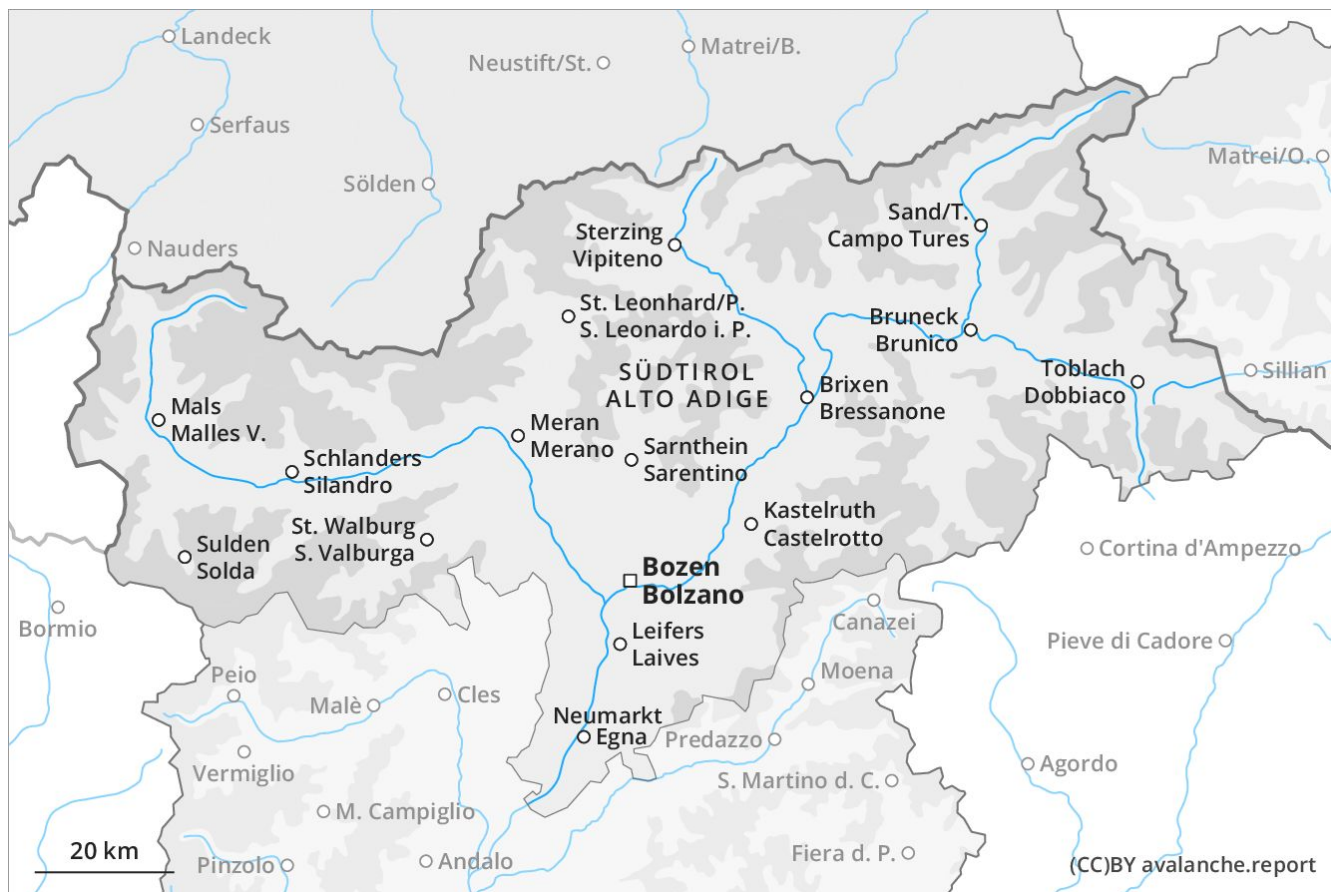 Landeck
Matrei/B.
Neustift/St.
Serfaus
Matrei/O.
Sölden
Sand/T.
Campo Tures
Sterzing
Vipiteno
Nauders
St. Leonhard/P.
S. Leonardo i. P.
Bruneck
Brunico
SÜDTIROL
ALTO ADIGE
Toblach
Dobbiaco
Sillian
Brixen
Bressanone
Mals
Malles V.
Meran
Merano
Sarnthein
Sarentino
Schlanders
Silandro
Kastelruth
Castelrotto
St. Walburg
S. Valburga
Sulden
Solda
Cortina d'Ampezzo
Bozen
Bolzano
Bormio
Canazei
Leifers
Laives
Pieve di Cadore
Peio
Moena
Malè
Cles
Neumarkt
Egna
Predazzo
Vermiglio
Agordo
S. Martino d. C.
M. Campiglio
20 km
Pinzolo
Andalo
Fiera d. P.
(CC)BY avalanche.report